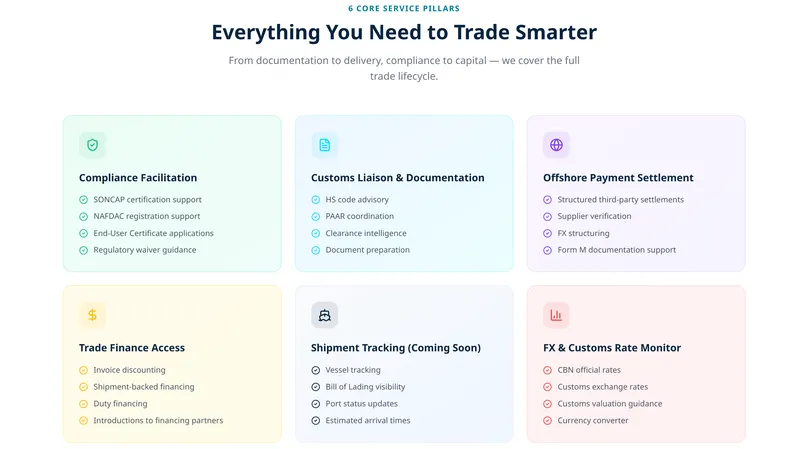 6 CORE SERVICE PILLARS
Everything You Need to Trade Smarter
From documentation to delivery, compliance to capital — we cover the full
trade lifecycle.
Compliance Facilitation
SONCAP certification support
NAFDAC registration support
End-User Certificate applications
Regulatory waiver guidance
Customs Liaison & Documentation
HS code advisory
PAAR coordination
Clearance intelligence
Document preparation
Offshore Payment Settlement
Structured third-party settlements
Supplier verification
FX structuring
Form M documentation support
Trade Finance Access
Invoice discounting
Shipment-backed financing
Duty financing
Introductions to financing partners
Shipment Tracking (Coming Soon)
Vessel tracking
Bill of Lading visibility
Port status updates
Estimated arrival times
FX & Customs Rate Monitor
CBN official rates
Customs exchange rates
Customs valuation guidance
Currency converter